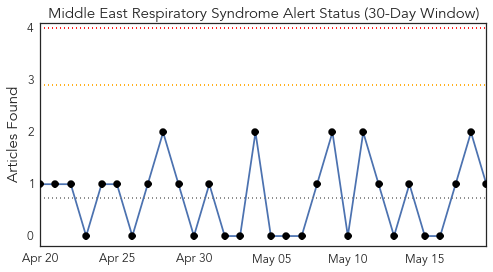 Middle East Respiratory Syndrome Alert Status (30-Day Window)
Articles Found
4
3
2
1
0
Apr 20
Apr 25
Apr 30
May 05
May 10
May 15